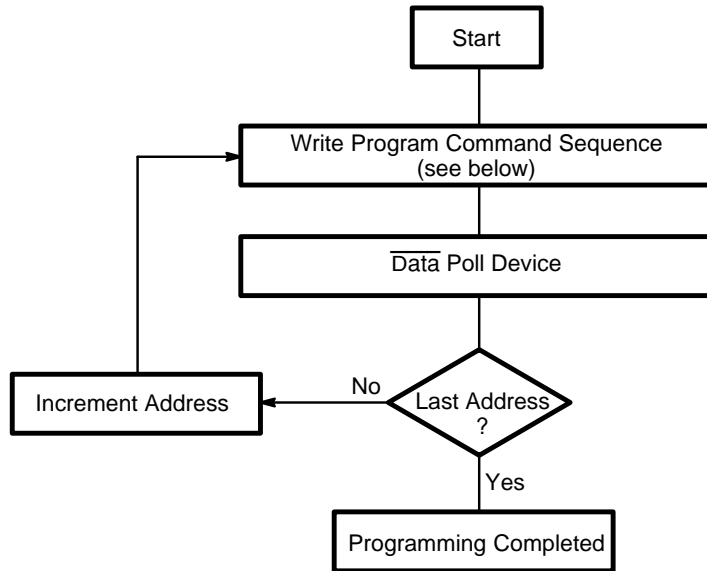 Start
Write Program Command Sequence
(see below)
Data Poll Device
No
Last Address
?
Increment Address
Yes
Programming Completed